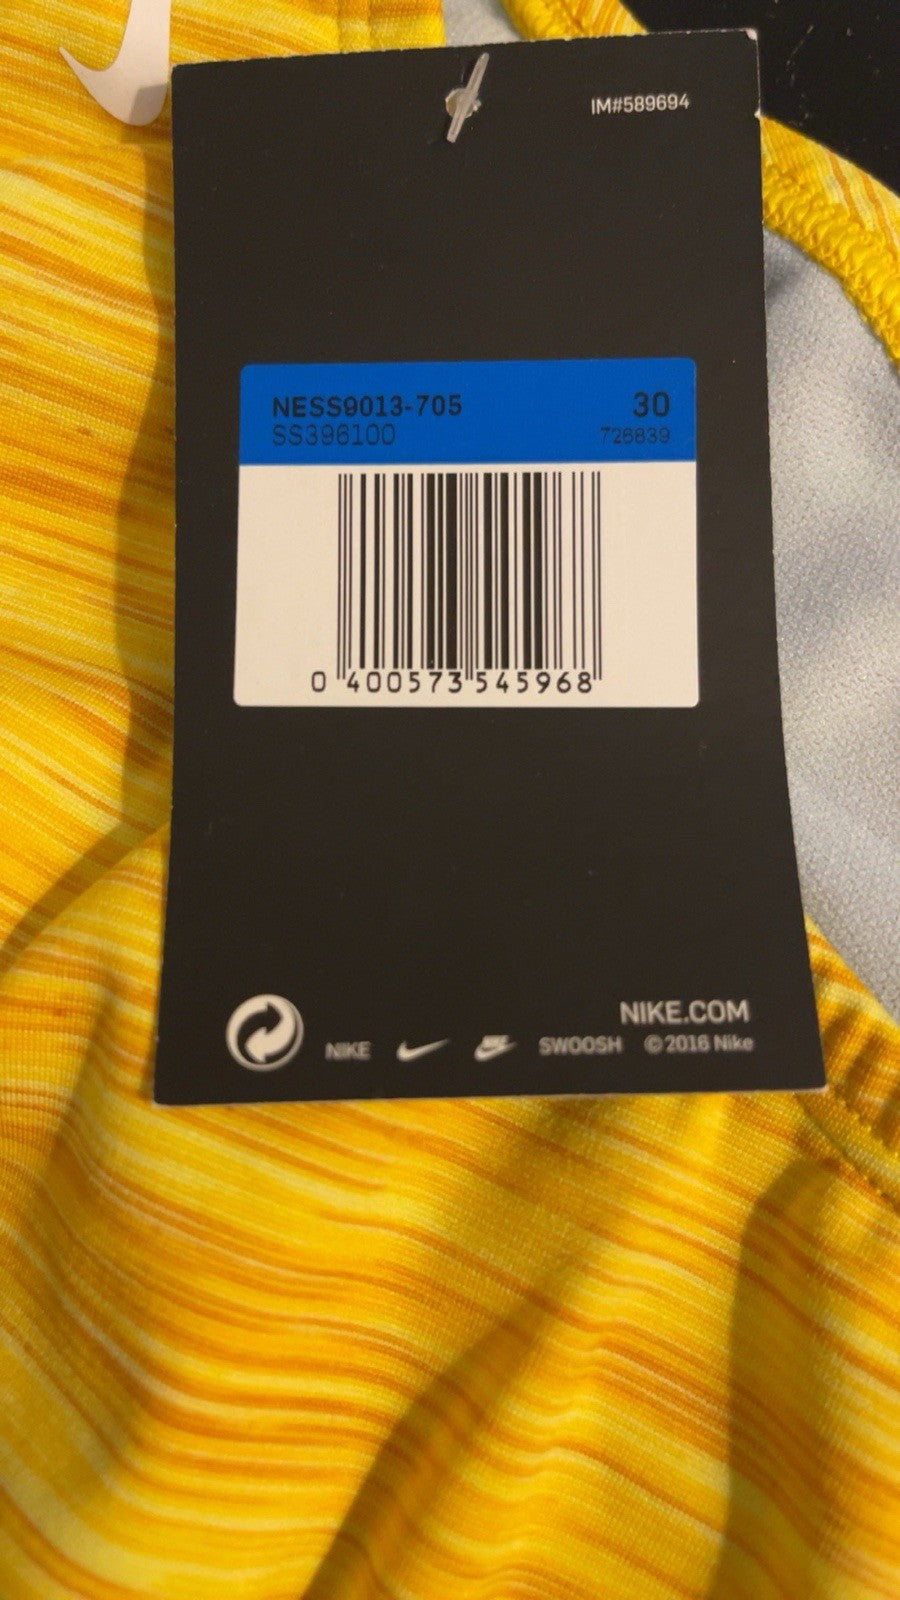 IM#589694
NESS9013-705 30
SS396100 726839
0 400573 545968
NIKE.COM
NIKE SWOOSH ©2016 Nike